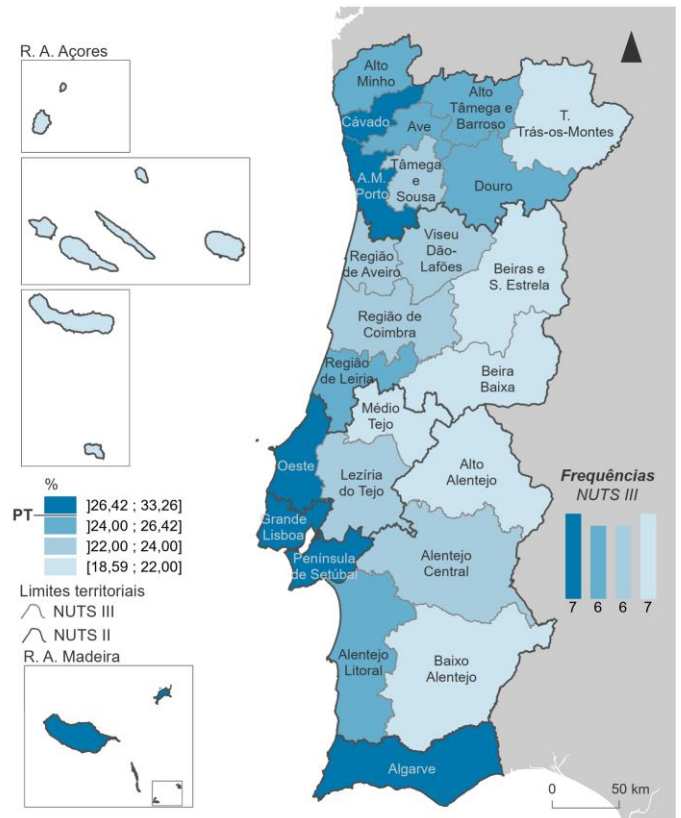 R. A. Açores
%
PT
]26,42 ; 33,26]
]24,00 ; 26,42]
]22,00 ; 24,00]
[18,59 ; 22,00]
Limites territoriais
NUTS III
NUTS II
R. A. Madeira
Alto
Minho
Cávado
Ave
Alto
Tâmega e
Barroso
T.
Trás-os-Montes
A.M.
Porto
Tâmega
e
Sousa
Douro
Região
de Aveiro
Viseu
Dão-
Lafões
Beiras e
S. Estrela
Região de
Coimbra
Região
de Leiria
Beira
Baixa
Médio
Tejo
Oeste
Lezíria
do Tejo
Alto
Alentejo
Grande
Lisboa
Península
de Setúbal
Alentejo
Central
Alentejo
Litoral
Baixo
Alentejo
Algarve
Frequências
NUTS III
7 6 6 7
0 50 km